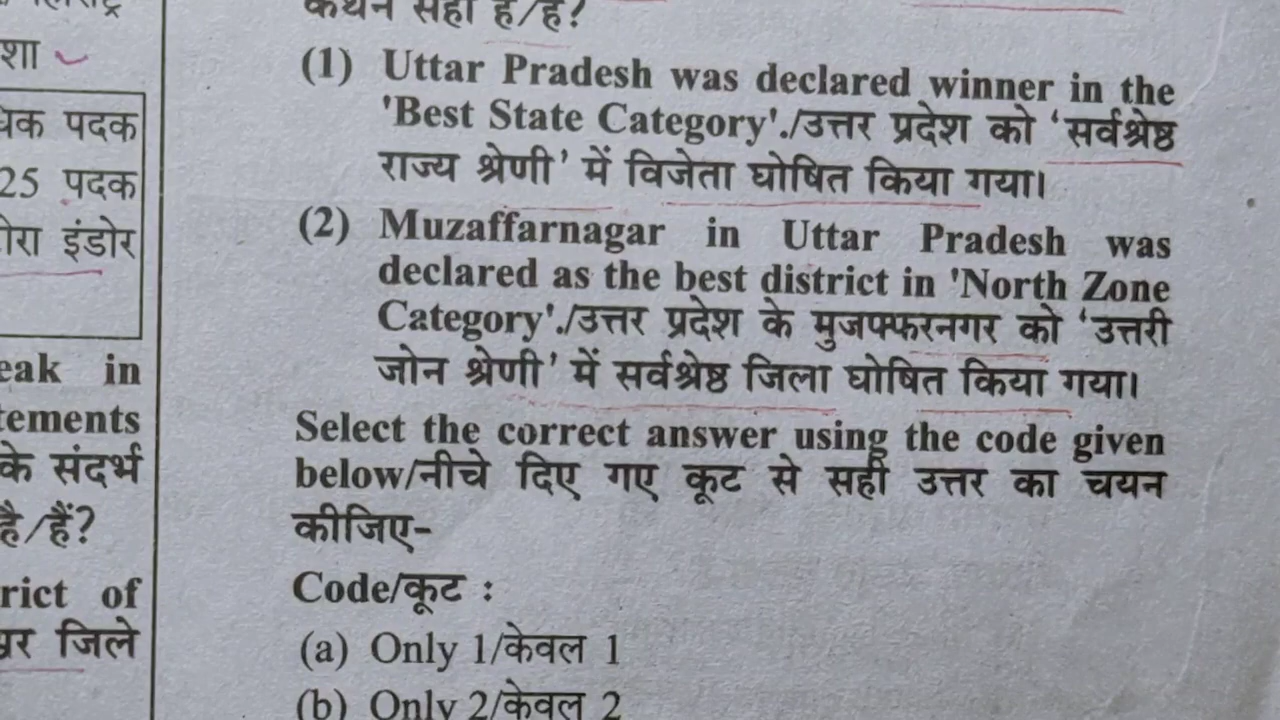 शा
धिक पदक
25 पदक
इंडोर
eak in
tements
के संदर्भ
है/हैं?
rict of
जिले
कथन सही है/हैं?
(1) Uttar Pradesh was declared winner in the
'Best State Category'./उत्तर प्रदेश को ‘सर्वश्रेष्ठ
राज्य श्रेणी’ में विजेता घोषित किया गया।
(2) Muzaffarnagar in Uttar Pradesh was
declared as the best district in 'North Zone
Category'./उत्तर प्रदेश के मुजफ्फरनगर को ‘उत्तरी
जोन श्रेणी’ में सर्वश्रेष्ठ जिला घोषित किया गया।
Select the correct answer using the code given
below/नीचे दिए गए कूट से सही उत्तर का चयन
कीजिए-
Code/कूट :
(a) Only 1/केवल 1
(b) Only 2/केवल 2